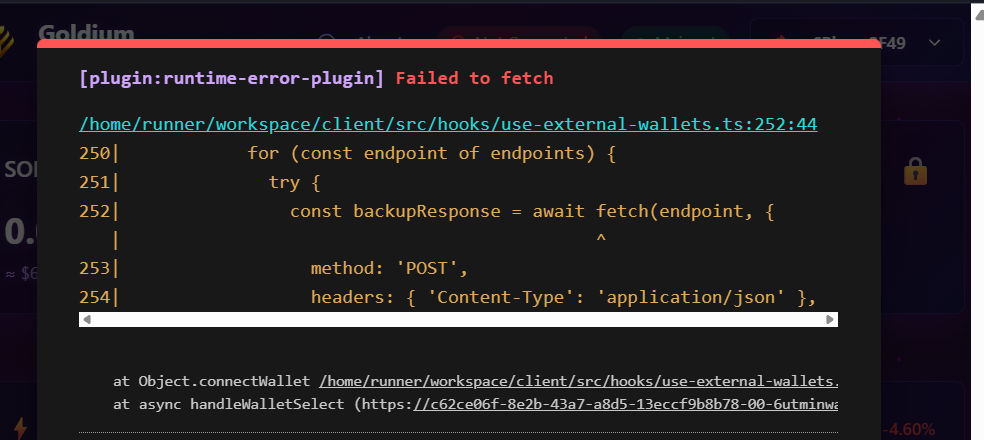 Goldium
[plugin:runtime-error-plugin] Failed to fetch
/home/runner/workspace/client/src/hooks/use-external-wallets.ts:252:44
250|            for (const endpoint of endpoints) {
251|              try {
252|                const backupResponse = await fetch(endpoint, {
|                                             ^
253|                  method: 'POST',
254|                  headers: { 'Content-Type': 'application/json' },
at Object.connectWallet /home/runner/workspace/client/src/hooks/use-external-wallets.
at async handleWalletSelect (https://c62ce06f-8e2b-43a7-a8d5-13eccf9b8b78-00-6utminwa
SO
0.
≈ $6
-4.60%